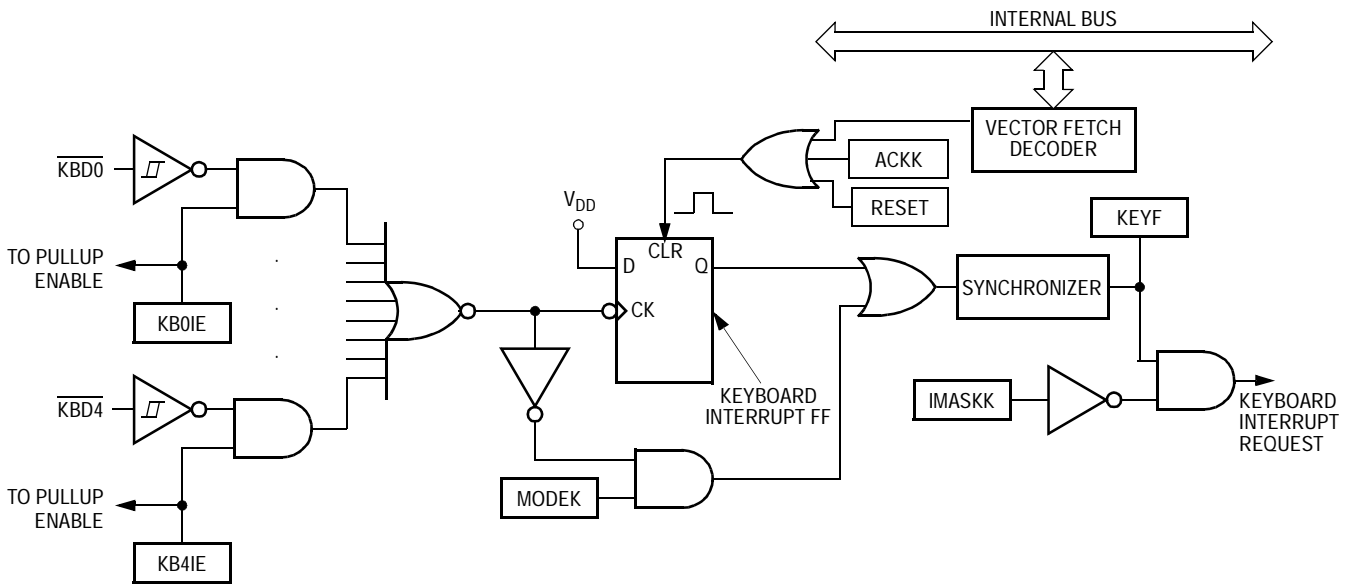 INTERNAL BUS
VECTOR FETCH
DECODER
ACKK
RESET
KEYF
KBD0
VDD
CLR
D
Q
CK
TO PULLUP
ENABLE
KB0IE
SYNCHRONIZER
KEYBOARD
INTERRUPT FF
IMASKK
KEYBOARD
INTERRUPT
REQUEST
KBD4
MODEK
TO PULLUP
ENABLE
KB4IE